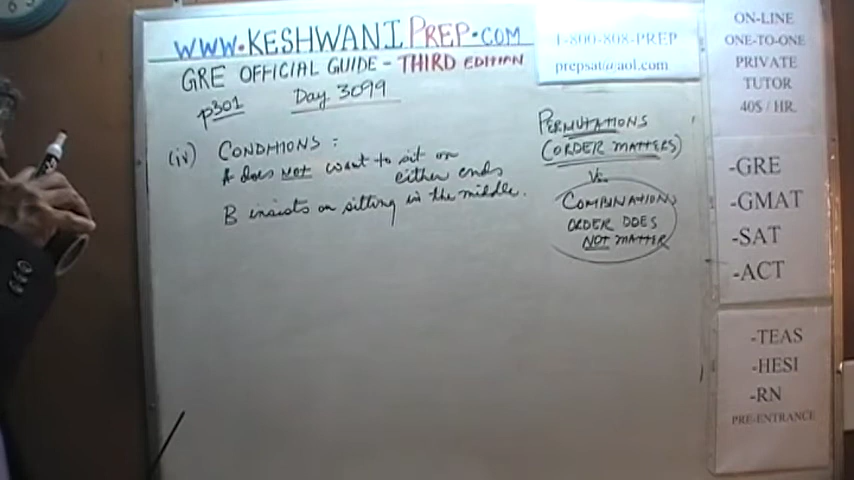 WWW.KESHWANIPREP.COM
GRE OFFICIAL GUIDE - THIRD EDITION
p301 Day 3099
(iv) CONDITIONS :
A does NOT want to sit on
either ends
B insists on sitting in the middle.
1-800-808-PREP
prepsat@aol.com
PERMUTATIONS
(ORDER MATTERS)
Vs.
COMBINATIONS
ORDER DOES
NOT MATTER
ON-LINE
ONE-TO-ONE
PRIVATE
TUTOR
40$ / HR.
-GRE
-GMAT
-SAT
-ACT
-TEAS
-HESI
-RN
PRE-ENTRANCE